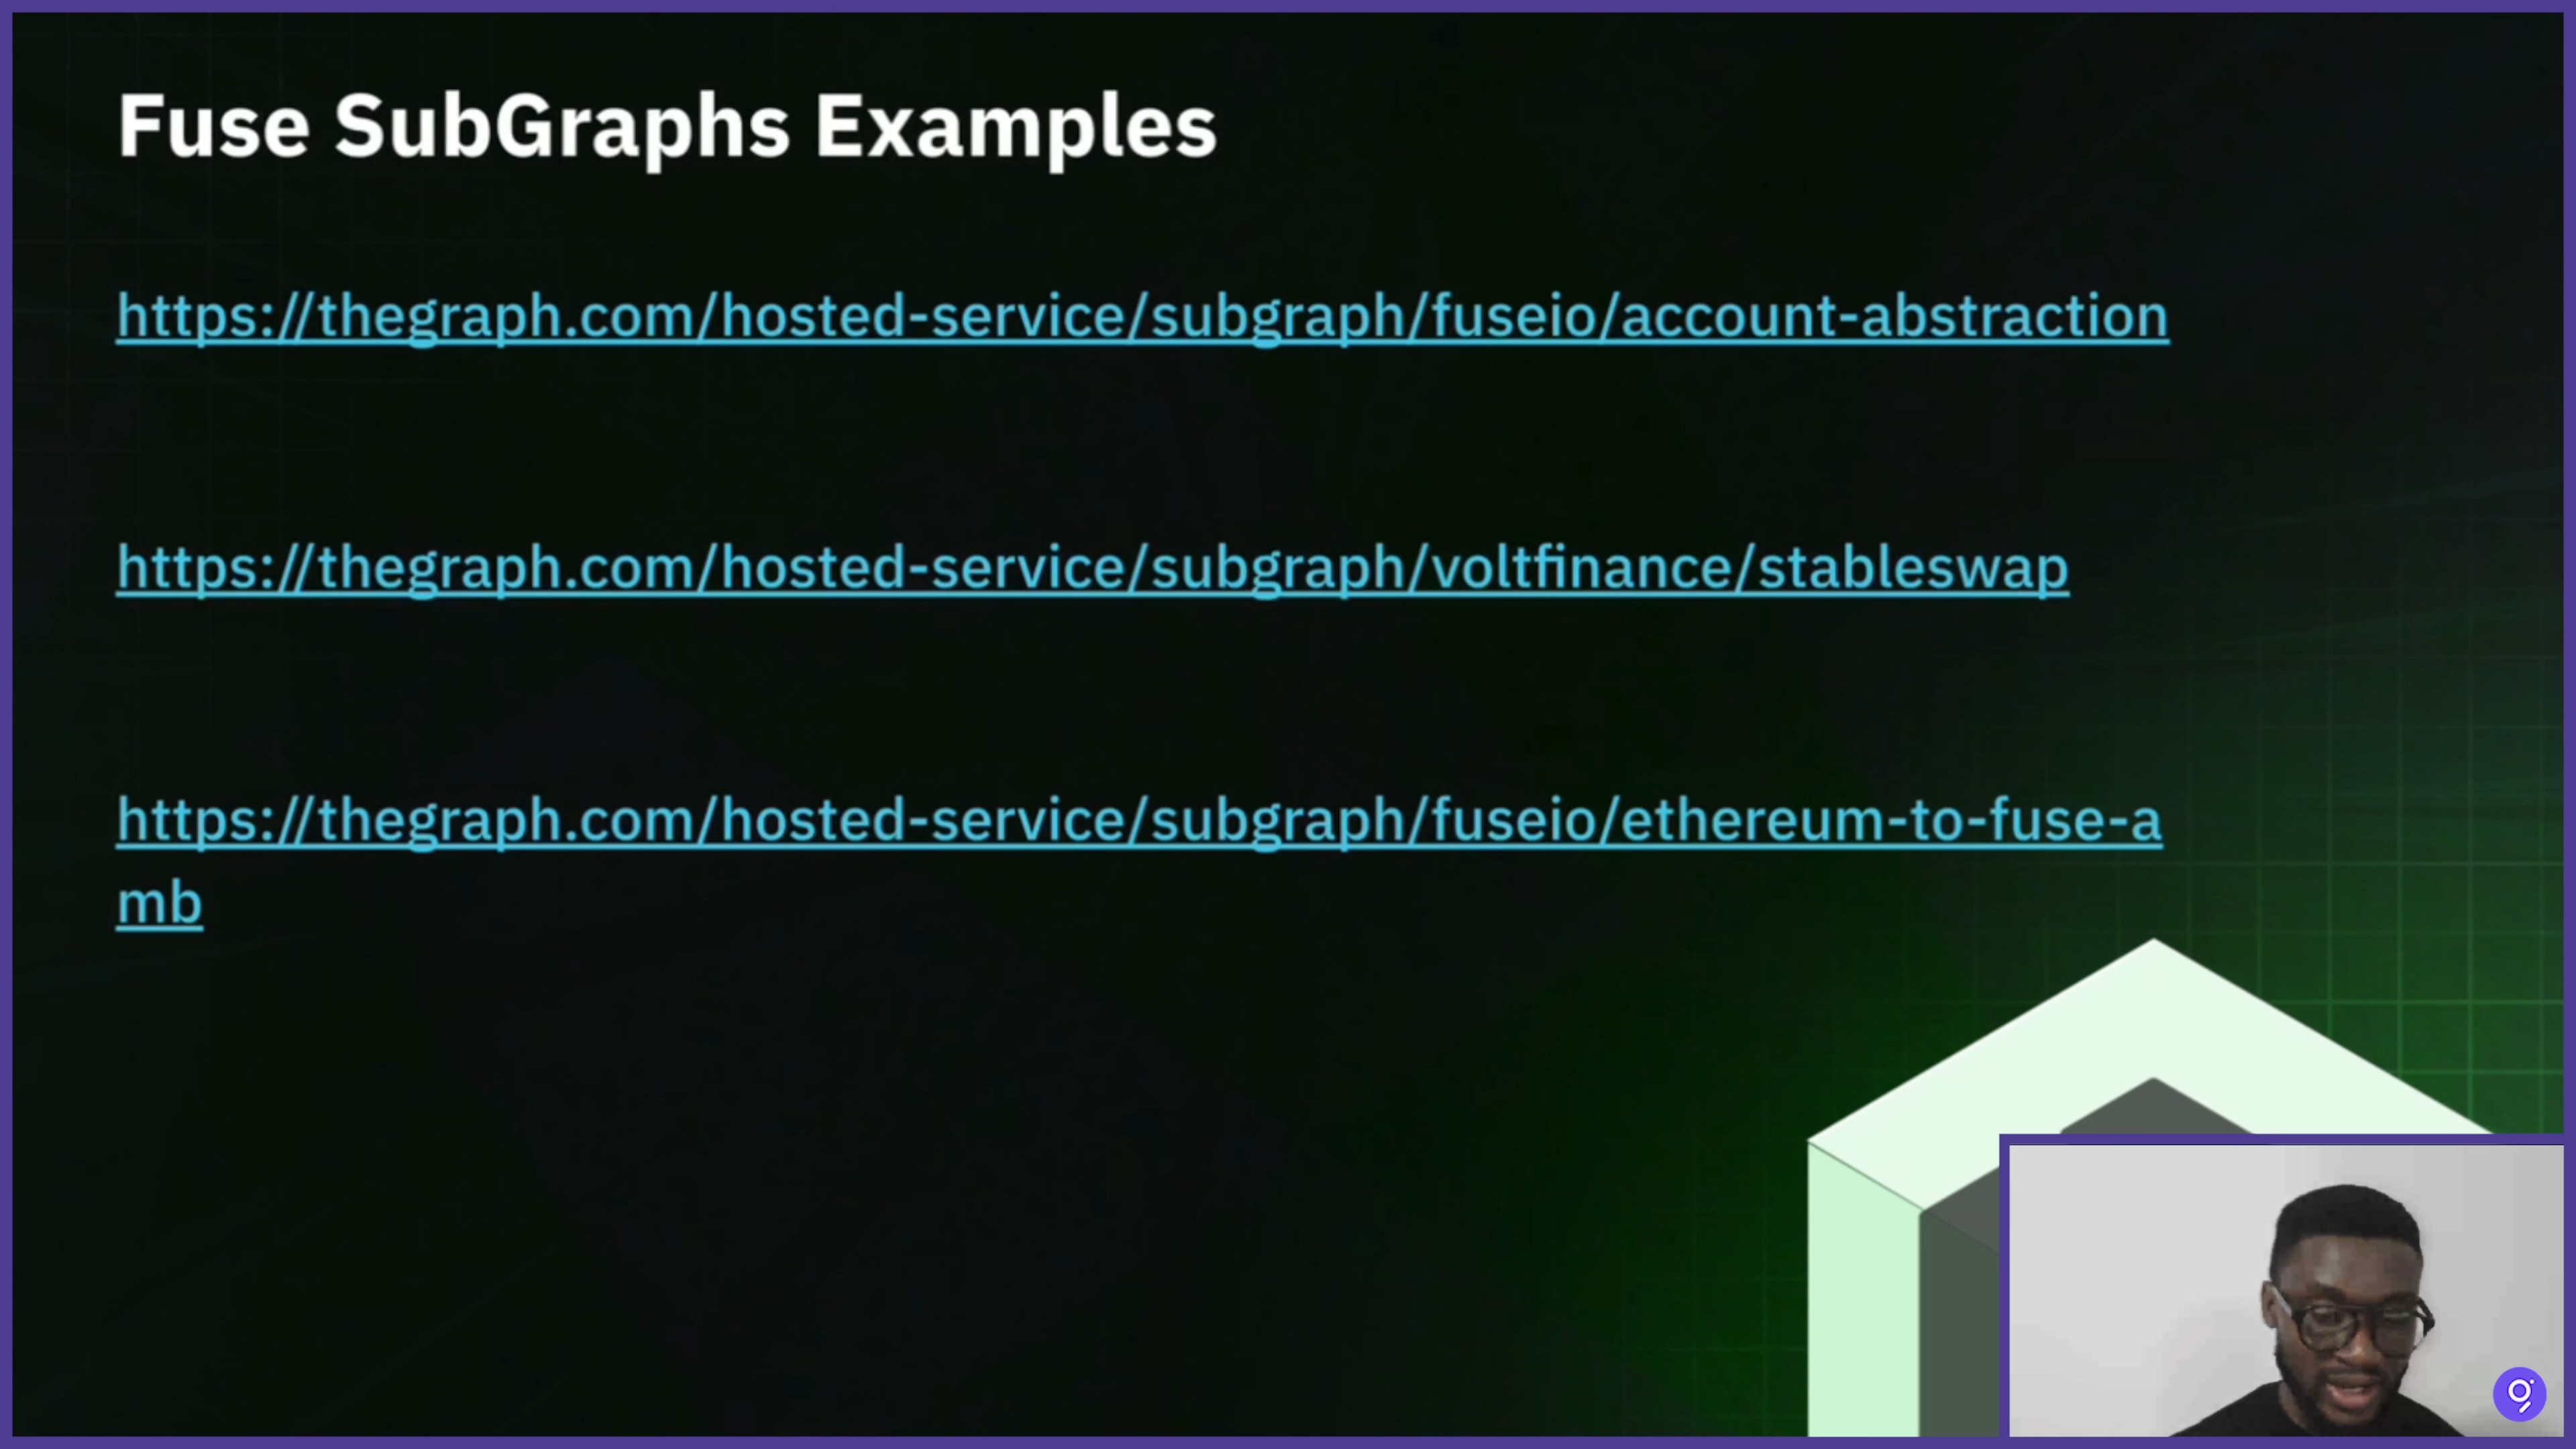 Fuse SubGraphs Examples
https://thegraph.com/hosted-service/subgraph/fuseio/account-abstraction
https://thegraph.com/hosted-service/subgraph/voltfinance/stableswap
https://thegraph.com/hosted-service/subgraph/fuseio/ethereum-to-fuse-a
mb